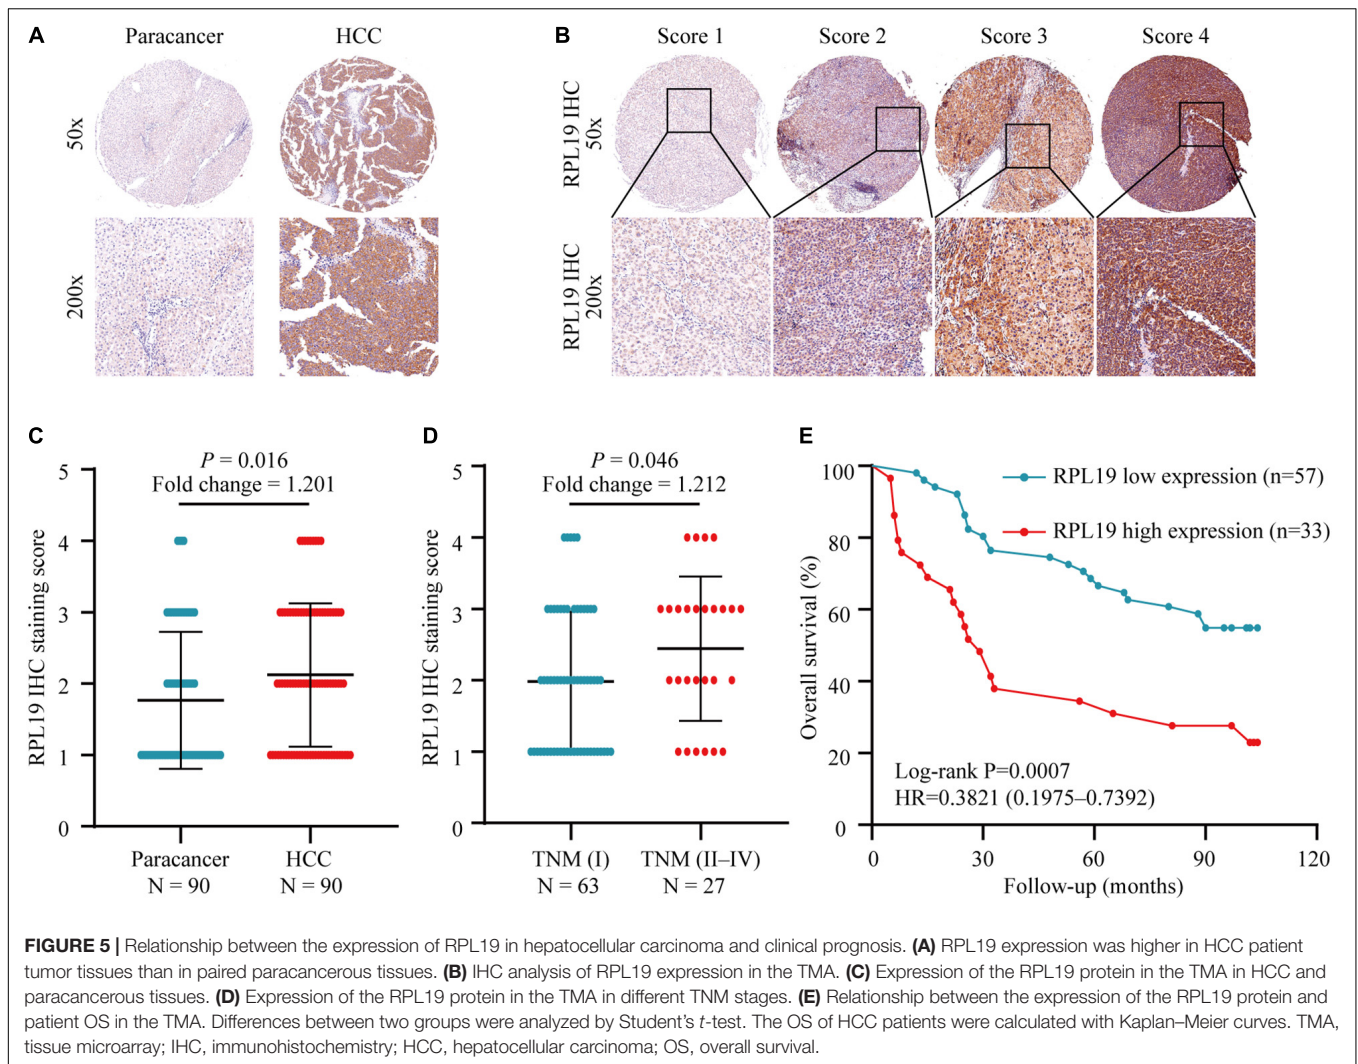 A
Paracancer
HCC
50x
200x
B
Score 1
Score 2
Score 3
Score 4
RPL19 IHC
50x
RPL19 IHC
200x
C
P = 0.016
Fold change = 1.201
RPL19 IHC staining score
5
4
3
2
1
0
Paracancer
N = 90
HCC
N = 90
D
P = 0.046
Fold change = 1.212
RPL19 IHC staining score
5
4
3
2
1
0
TNM (I)
N = 63
TNM (II–IV)
N = 27
E
RPL19 low expression (n=57)
RPL19 high expression (n=33)
Overall survival (%)
100
80
60
40
20
0
Log-rank P=0.0007
HR=0.3821 (0.1975–0.7392)
0
30
60
90
120
Follow-up (months)
FIGURE 5 | Relationship between the expression of RPL19 in hepatocellular carcinoma and clinical prognosis. (A) RPL19 expression was higher in HCC patient
tumor tissues than in paired paracancerous tissues. (B) IHC analysis of RPL19 expression in the TMA. (C) Expression of the RPL19 protein in the TMA in HCC and
paracancerous tissues. (D) Expression of the RPL19 protein in the TMA in different TNM stages. (E) Relationship between the expression of the RPL19 protein and
patient OS in the TMA. Differences between two groups were analyzed by Student's t-test. The OS of HCC patients were calculated with Kaplan–Meier curves. TMA,
tissue microarray; IHC, immunohistochemistry; HCC, hepatocellular carcinoma; OS, overall survival.